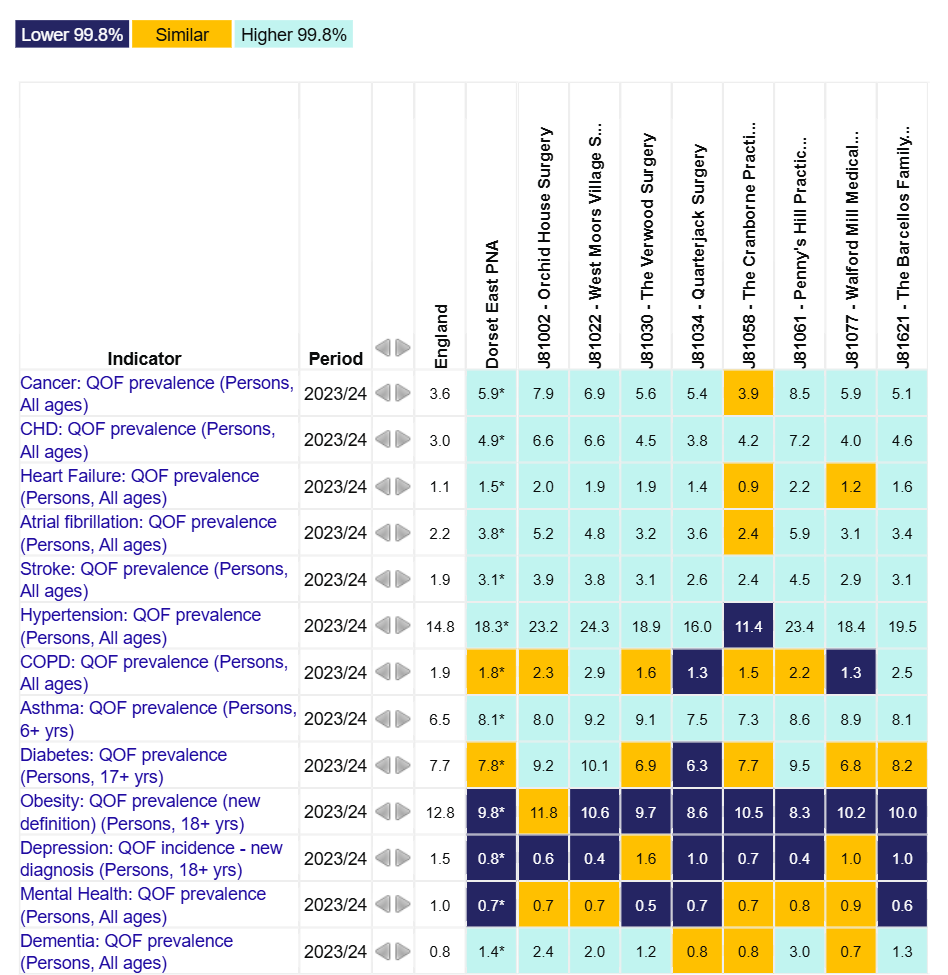 Lower 99.8% Similar Higher 99.8%
Indicator Period England Dorset East PNA J81002 - Orchid House Surgery J81022 - West Moors Village S... J81030 - The Verwood Surgery J81034 - Quarterjack Surgery J81058 - The Cranborne Practi... J81061 - Penny's Hill Practic... J81077 - Walford Mill Medical... J81621 - The Barcellos Family...
Cancer: QOF prevalence (Persons,
All ages) 2023/24 3.6 5.9* 7.9 6.9 5.6 5.4 3.9 8.5 5.9 5.1
CHD: QOF prevalence (Persons,
All ages) 2023/24 3.0 4.9* 6.6 6.6 4.5 3.8 4.2 7.2 4.0 4.6
Heart Failure: QOF prevalence
(Persons, All ages) 2023/24 1.1 1.5* 2.0 1.9 1.9 1.4 0.9 2.2 1.2 1.6
Atrial fibrillation: QOF prevalence
(Persons, All ages) 2023/24 2.2 3.8* 5.2 4.8 3.2 3.6 2.4 5.9 3.1 3.4
Stroke: QOF prevalence (Persons,
All ages) 2023/24 1.9 3.1* 3.9 3.8 3.1 2.6 2.4 4.5 2.9 3.1
Hypertension: QOF prevalence
(Persons, All ages) 2023/24 14.8 18.3* 23.2 24.3 18.9 16.0 11.4 23.4 18.4 19.5
COPD: QOF prevalence (Persons,
All ages) 2023/24 1.9 1.8* 2.3 2.9 1.6 1.3 1.5 2.2 1.3 2.5
Asthma: QOF prevalence (Persons,
6+ yrs) 2023/24 6.5 8.1* 8.0 9.2 9.1 7.5 7.3 8.6 8.9 8.1
Diabetes: QOF prevalence
(Persons, 17+ yrs) 2023/24 7.7 7.8* 9.2 10.1 6.9 6.3 7.7 9.5 6.8 8.2
Obesity: QOF prevalence (new
definition) (Persons, 18+ yrs) 2023/24 12.8 9.8* 11.8 10.6 9.7 8.6 10.5 8.3 10.2 10.0
Depression: QOF incidence - new
diagnosis (Persons, 18+ yrs) 2023/24 1.5 0.8* 0.6 0.4 1.6 1.0 0.7 0.4 1.0 1.0
Mental Health: QOF prevalence
(Persons, All ages) 2023/24 1.0 0.7* 0.7 0.7 0.5 0.7 0.7 0.8 0.9 0.6
Dementia: QOF prevalence
(Persons, All ages) 2023/24 0.8 1.4* 2.4 2.0 1.2 0.8 0.8 3.0 0.7 1.3